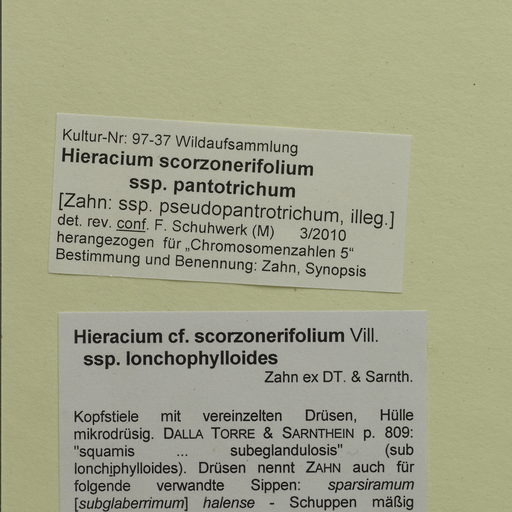 Kultur-Nr: 97-37 Wildaufsammlung
Hieracium scorzonerifolium
ssp. pantotrichum
[Zahn: ssp. pseudopantrotrichum, illeg.]
det. rev. conf. F. Schuhwerk (M) 3/2010
herangezogen für „Chromosomenzahlen 5“
Bestimmung und Benennung: Zahn, Synopsis
Hieracium cf. scorzonerifolium Vill.
ssp. lonchophylloides
Zahn ex DT. & Sarnth.
Kopfstiele mit vereinzelten Drüsen, Hülle
mikrodrüsig. DALLA TORRE & SARNTHEIN p. 809:
"squamis ... subeglandulosis" (sub
lonchiphylloides). Drüsen nennt ZAHN auch für
folgende verwandte Sippen: sparsiramum
[subglaberrimum] halense - Schuppen mäßig